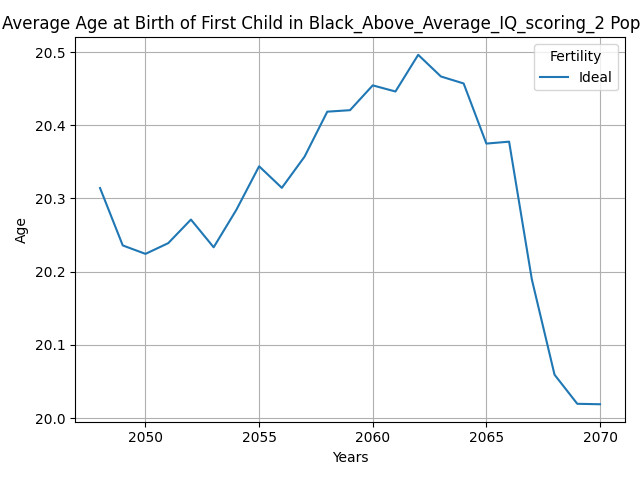 Average Age at Birth of First Child in Black_Above_Average_IQ_scoring_2 Pop
Fertility
Ideal
20.5
20.4
20.3
20.2
20.1
20.0
Age
2050
2055
2060
2065
2070
Years